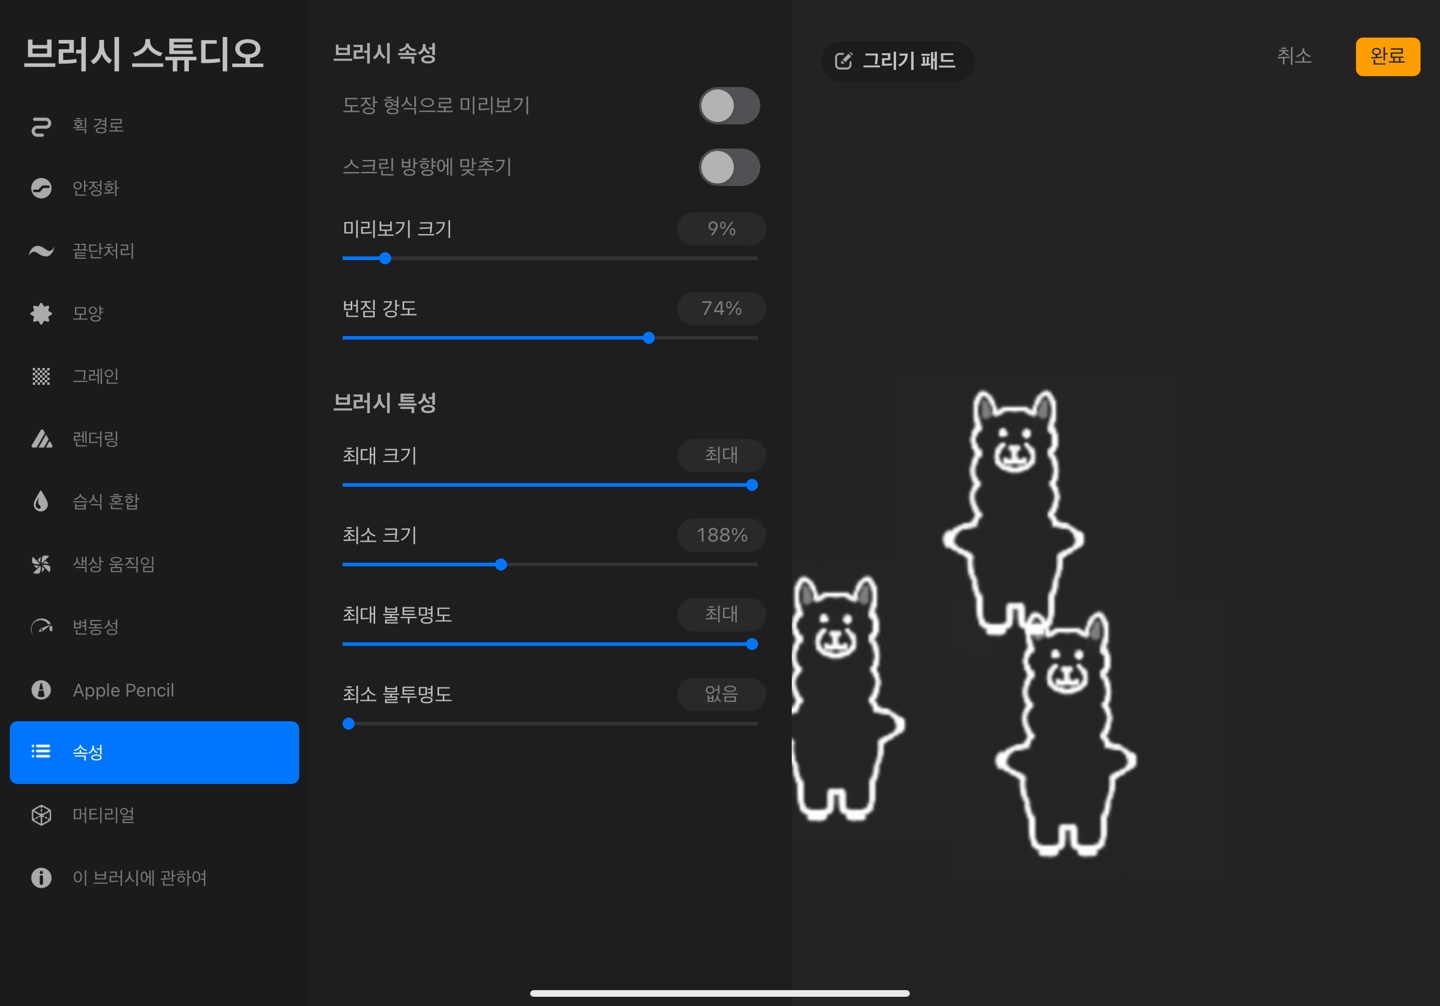 브러시 스튜디오
획 경로
안정화
끝단처리
모양
그레인
렌더링
습식 혼합
색상 움직임
변동성
Apple Pencil
속성
머티리얼
이 브러시에 관하여
브러시 속성
도장 형식으로 미리보기
스크린 방향에 맞추기
미리보기 크기 9%
번짐 강도 74%
브러시 특성
최대 크기 최대
최소 크기 188%
최대 불투명도 최대
최소 불투명도 없음
그리기 패드
취소
완료